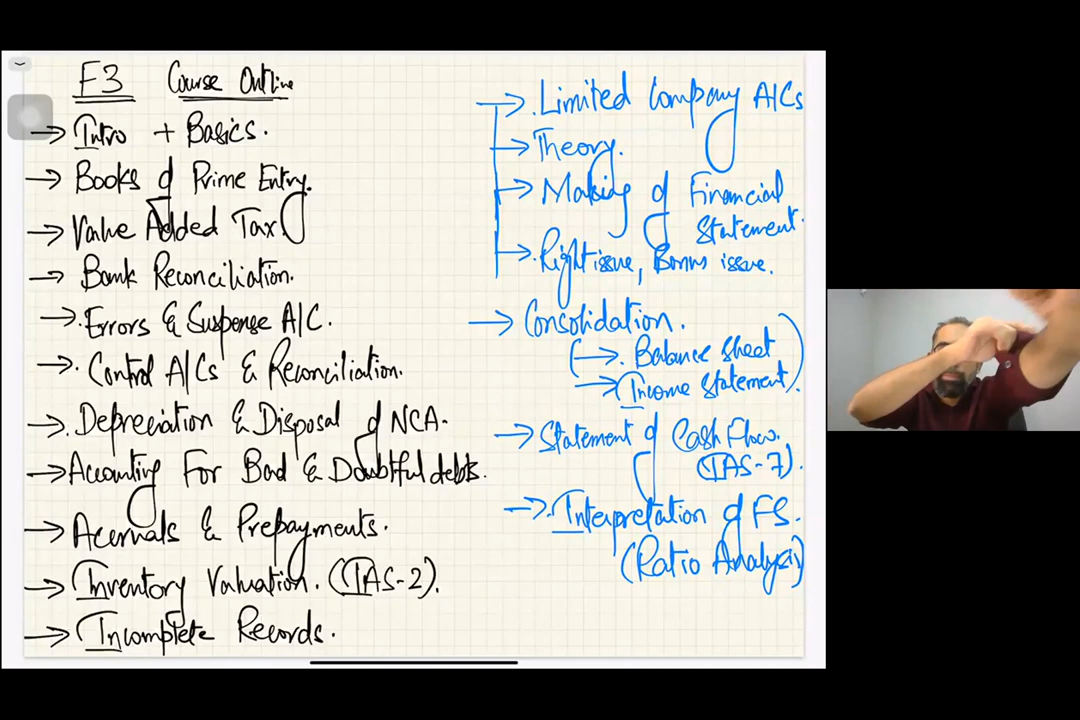 F3 Course Outline
→ Intro + Basics.
→ Books of Prime Entry.
→ Value Added Tax
→ Bank Reconciliation.
→ Errors & Suspense A/C.
→ Control A/Cs & Reconciliation.
→ Depreciation & Disposal of NCA.
→ Accounting For Bad & Doubtful debts.
→ Accruals & Prepayments.
→ Inventory Valuation. (IAS-2).
→ Incomplete Records.
→ Limited Company A/Cs
→ Theory.
→ Making of Financial
Statement.
→ Right issue, Bonus issue.
→ Consolidation.
(→ Balance Sheet
→ Income Statement)
→ Statement of Cash Flow.
(IAS-7).
→ Interpretation of FS.
(Ratio Analysis)